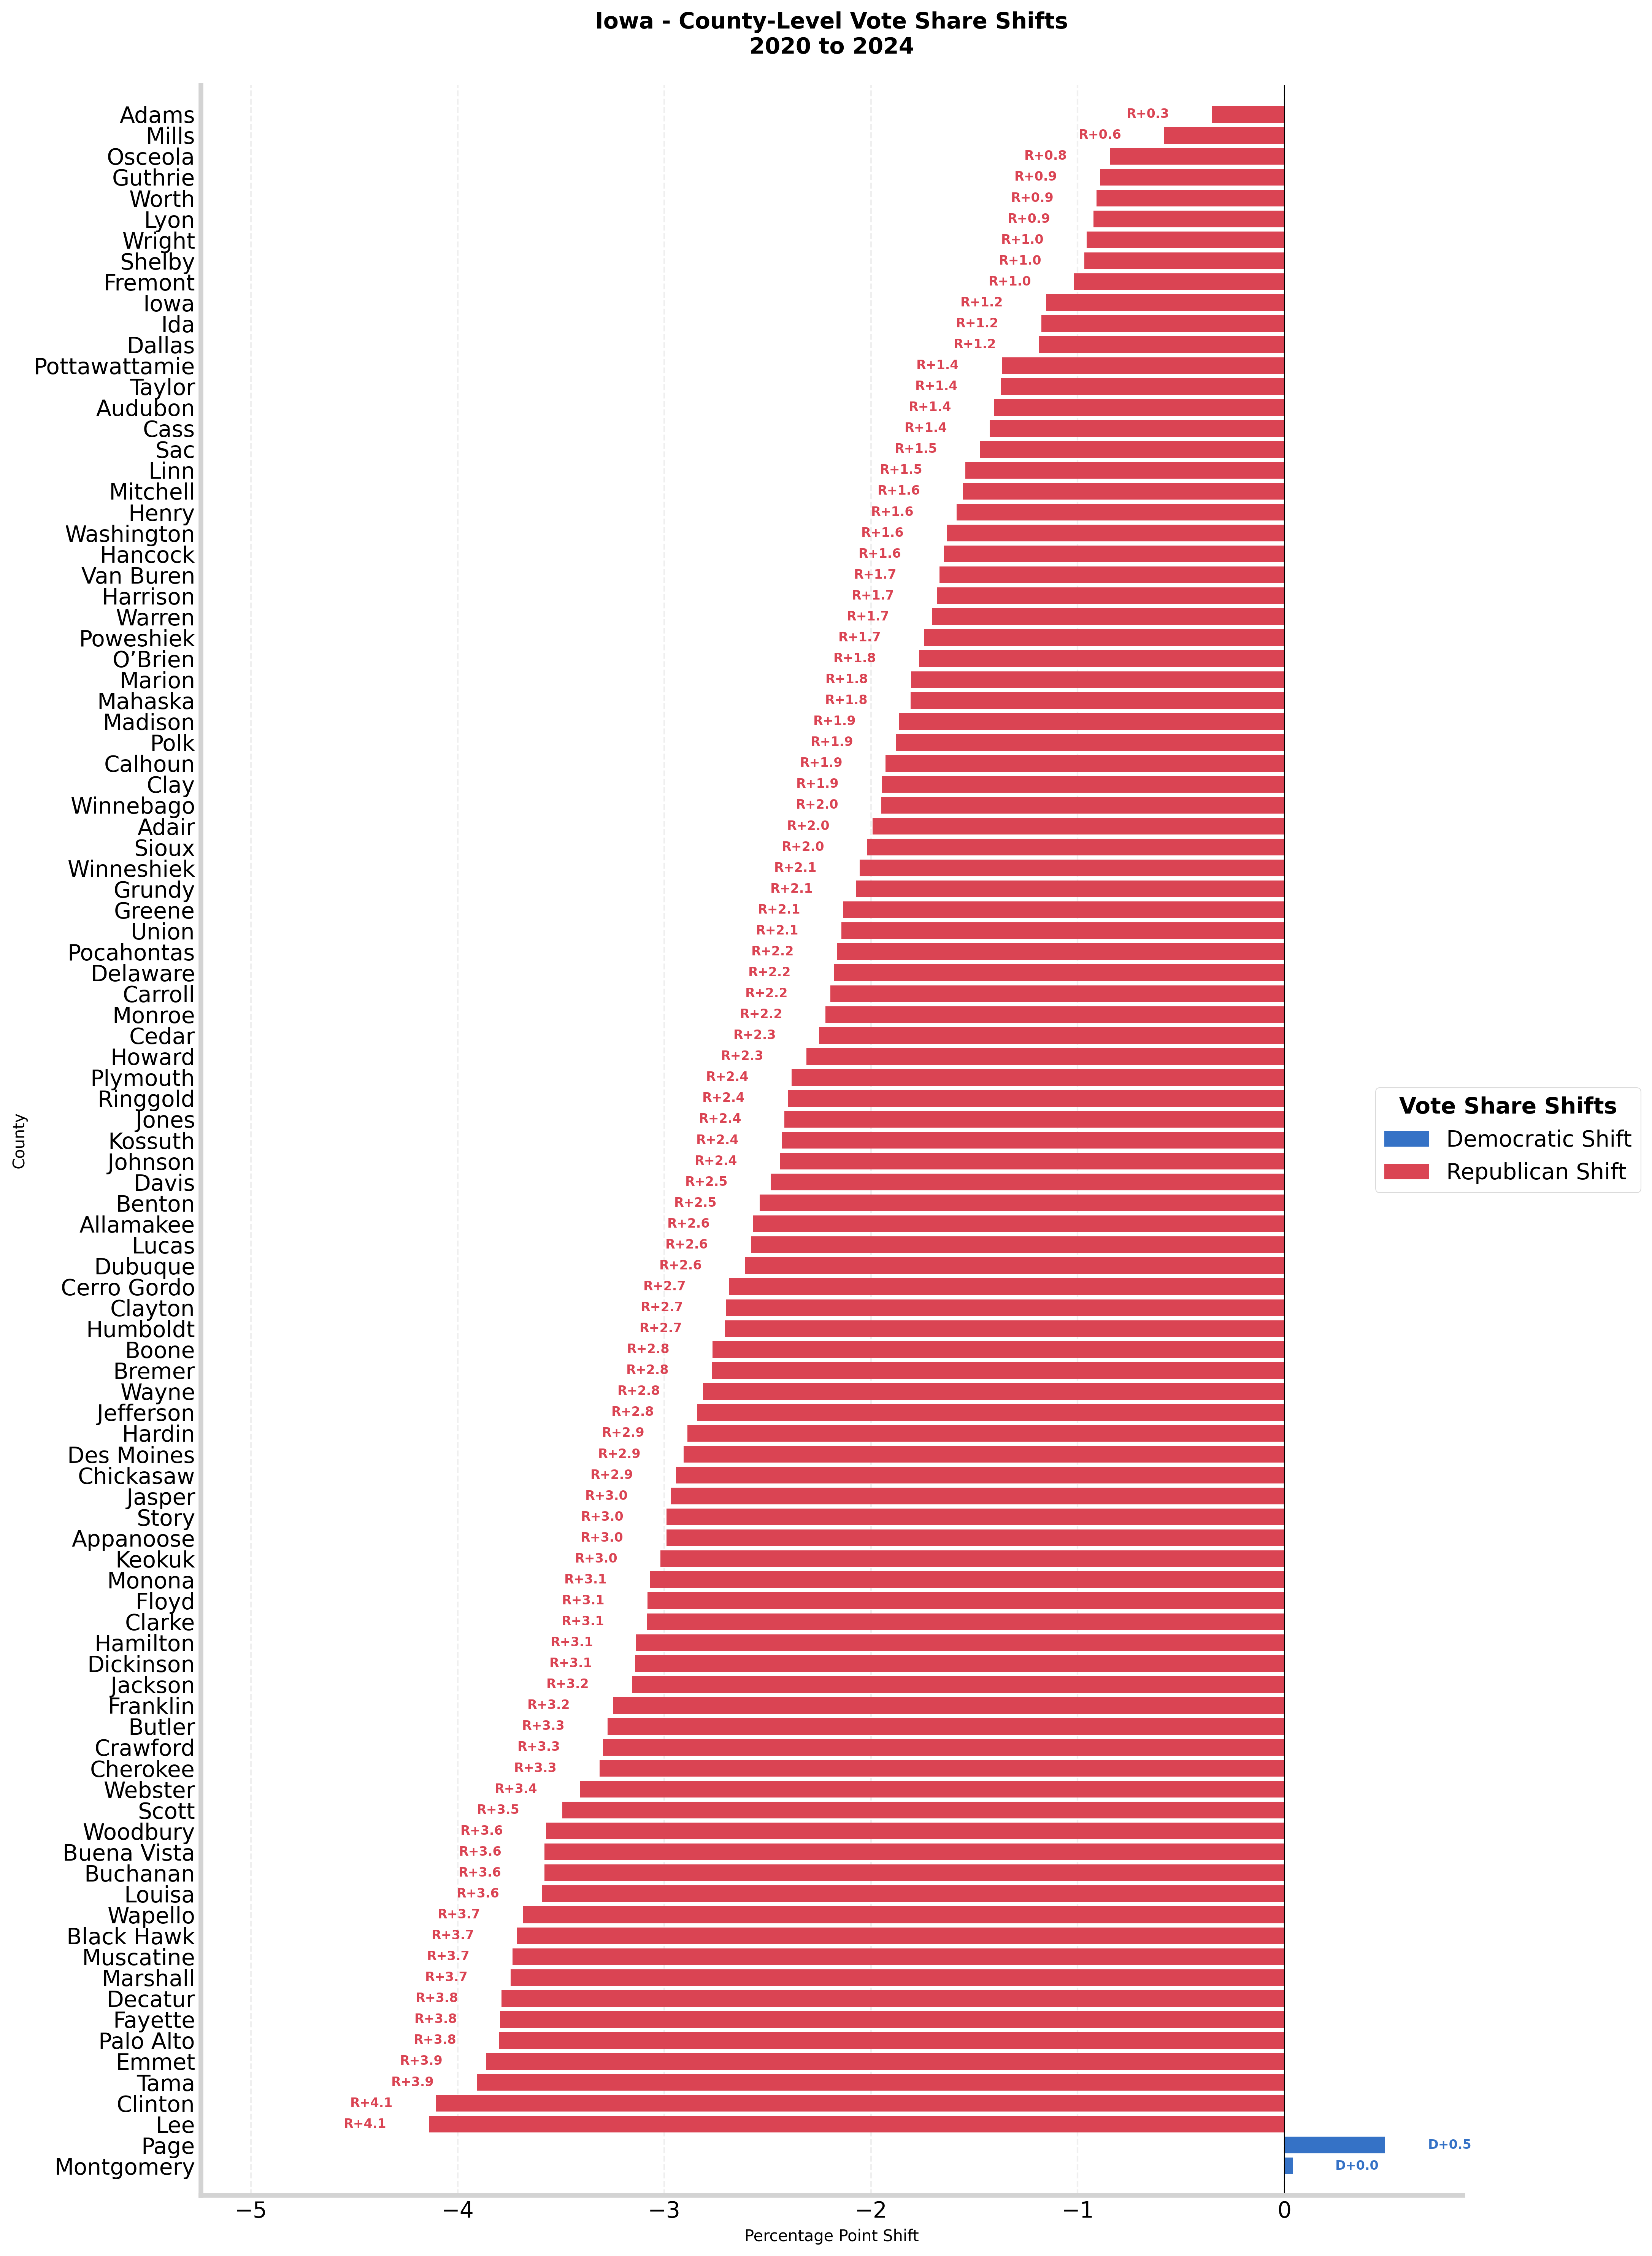 Iowa - County-Level Vote Share Shifts
2020 to 2024
Adams R+0.3
Mills R+0.6
Osceola R+0.8
Guthrie R+0.9
Worth R+0.9
Lyon R+0.9
Wright R+1.0
Shelby R+1.0
Fremont R+1.0
Iowa R+1.2
Ida R+1.2
Dallas R+1.2
Pottawattamie R+1.4
Taylor R+1.4
Audubon R+1.4
Cass R+1.4
Sac R+1.5
Linn R+1.5
Mitchell R+1.6
Henry R+1.6
Washington R+1.6
Hancock R+1.6
Van Buren R+1.7
Harrison R+1.7
Warren R+1.7
Poweshiek R+1.7
O’Brien R+1.8
Marion R+1.8
Mahaska R+1.8
Madison R+1.9
Polk R+1.9
Calhoun R+1.9
Clay R+1.9
Winnebago R+2.0
Adair R+2.0
Sioux R+2.0
Winneshiek R+2.1
Grundy R+2.1
Greene R+2.1
Union R+2.1
Pocahontas R+2.2
Delaware R+2.2
Carroll R+2.2
Monroe R+2.2
Cedar R+2.3
Howard R+2.3
Plymouth R+2.4
Ringgold R+2.4
Jones R+2.4
Kossuth R+2.4
Johnson R+2.4
Davis R+2.5
Benton R+2.5
Allamakee R+2.6
Lucas R+2.6
Dubuque R+2.6
Cerro Gordo R+2.7
Clayton R+2.7
Humboldt R+2.7
Boone R+2.8
Bremer R+2.8
Wayne R+2.8
Jefferson R+2.8
Hardin R+2.9
Des Moines R+2.9
Chickasaw R+2.9
Jasper R+3.0
Story R+3.0
Appanoose R+3.0
Keokuk R+3.0
Monona R+3.1
Floyd R+3.1
Clarke R+3.1
Hamilton R+3.1
Dickinson R+3.1
Jackson R+3.2
Franklin R+3.2
Butler R+3.3
Crawford R+3.3
Cherokee R+3.3
Webster R+3.4
Scott R+3.5
Woodbury R+3.6
Buena Vista R+3.6
Buchanan R+3.6
Louisa R+3.6
Wapello R+3.7
Black Hawk R+3.7
Muscatine R+3.7
Marshall R+3.7
Decatur R+3.8
Fayette R+3.8
Palo Alto R+3.8
Emmet R+3.9
Tama R+3.9
Clinton R+4.1
Lee R+4.1
Page D+0.5
Montgomery D+0.0
−5 −4 −3 −2 −1 0
Percentage Point Shift
County
Vote Share Shifts
Democratic Shift
Republican Shift